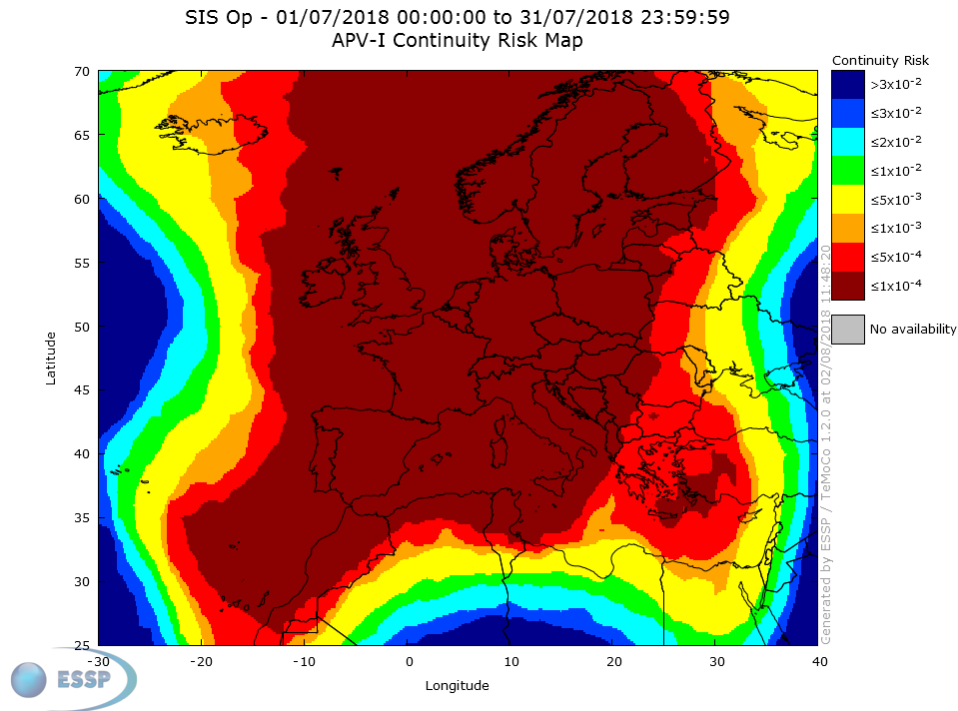 SIS Op - 01/07/2018 00:00:00 to 31/07/2018 23:59:59
APV-I Continuity Risk Map
Continuity Risk
>3x10⁻²
≤3x10⁻²
≤2x10⁻²
≤1x10⁻²
≤5x10⁻³
≤1x10⁻³
≤5x10⁻⁴
≤1x10⁻⁴
No availability
Latitude
70
65
60
55
50
45
40
35
30
25
-30
-20
-10
0
10
20
30
40
Longitude
Generated by ESSP / TeMoCo 1.2.0 at 02/08/2018 11:48:20
ESSP